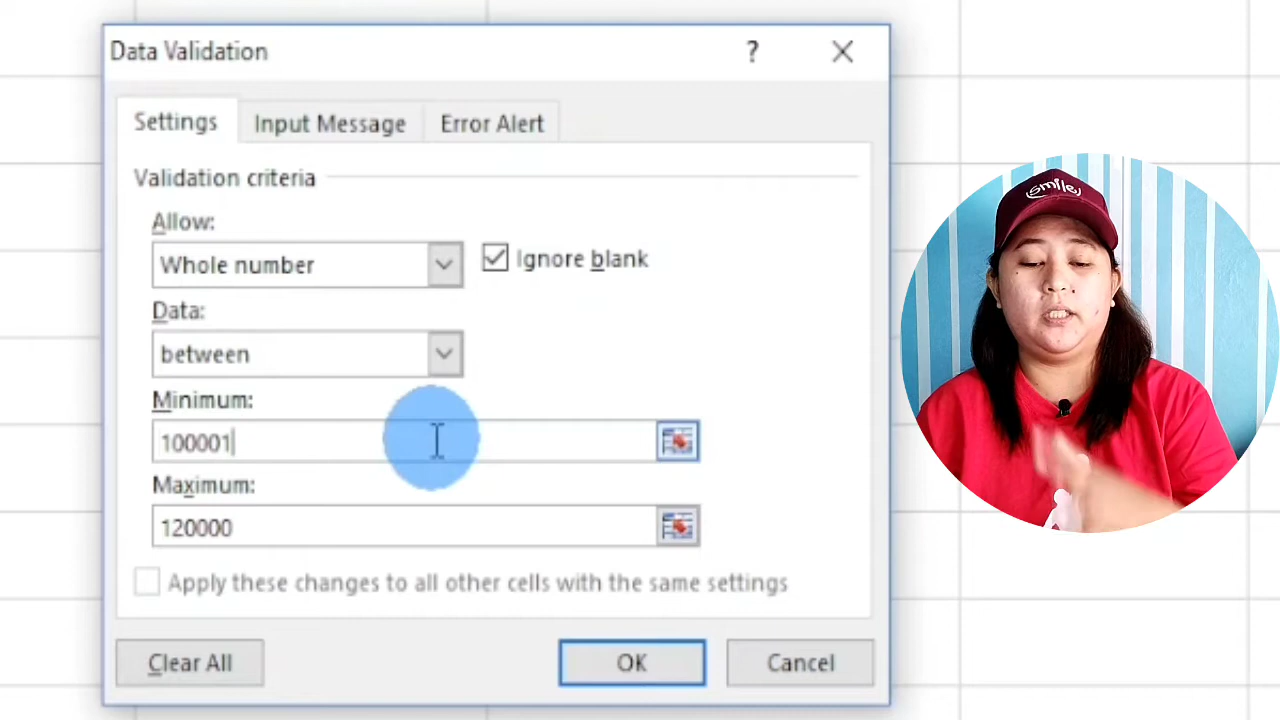 Data Validation ?
Settings Input Message Error Alert
Validation criteria
Allow:
Whole number
Ignore blank
Data:
between
Minimum:
100001
Maximum:
120000
Apply these changes to all other cells with the same settings
Clear All OK Cancel
smile